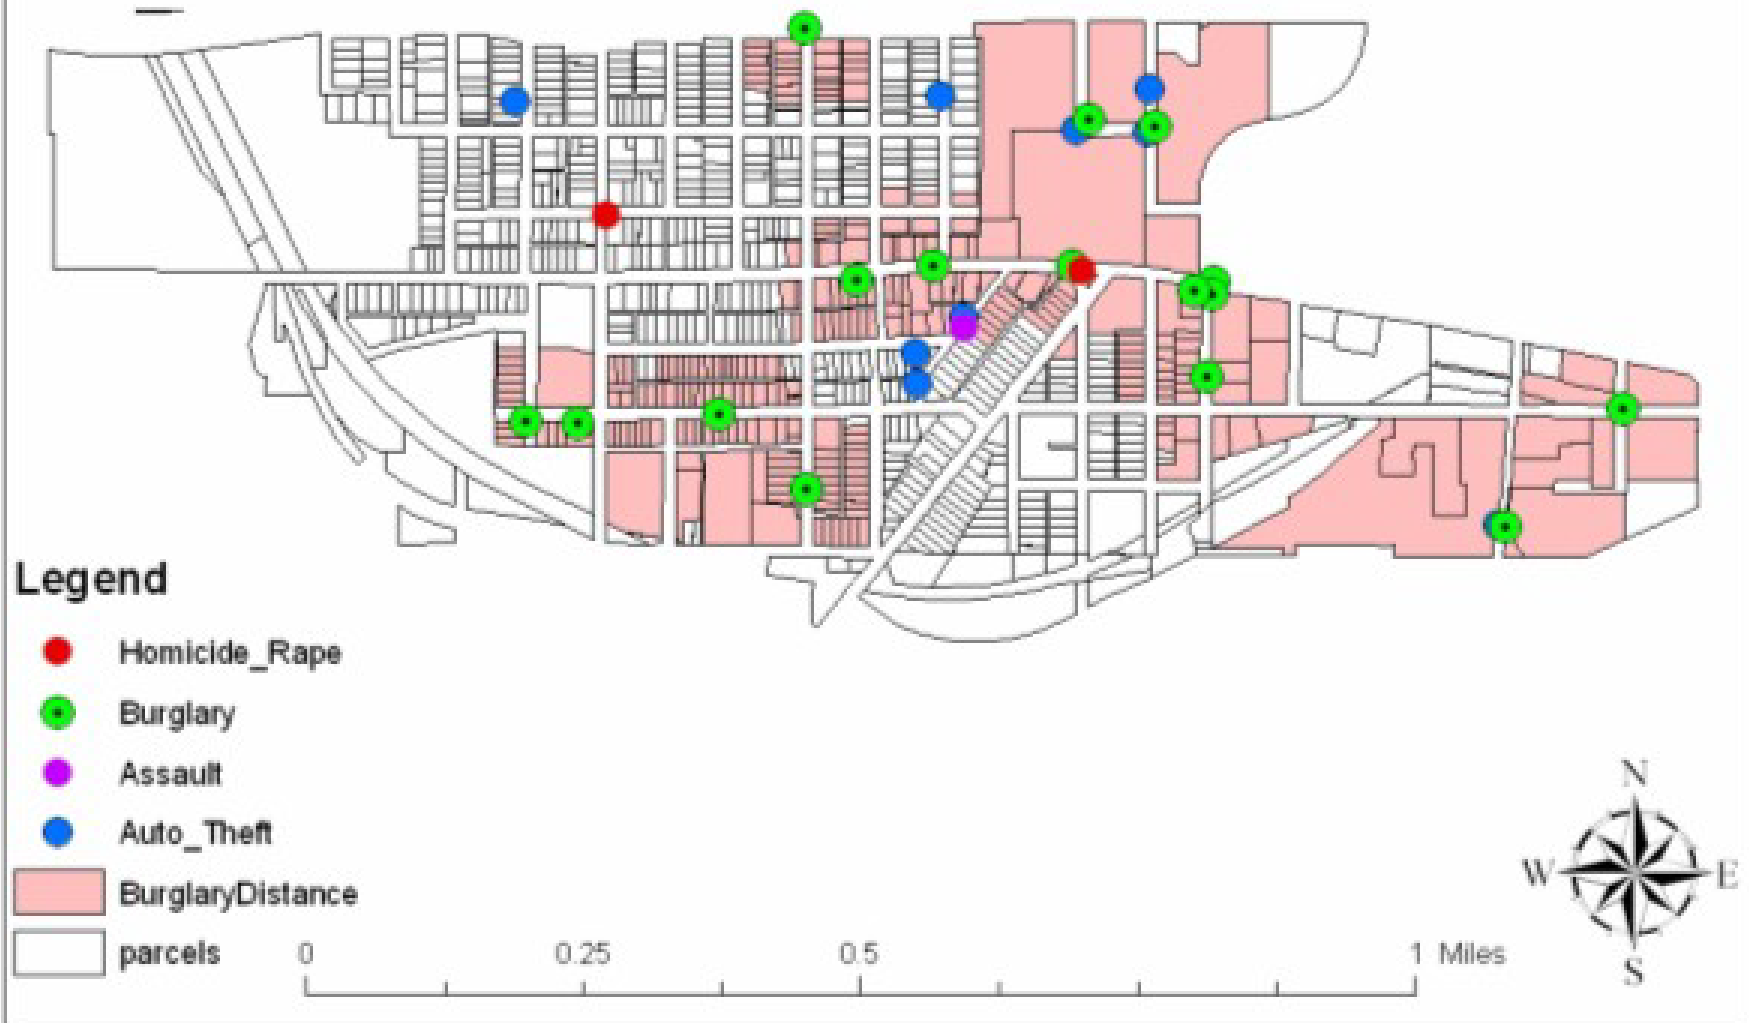 Legend
Homicide_Rape
Burglary
Assault
Auto_Theft
BurglaryDistance
parcels
0 0.25 0.5 1 Miles
N
W E
S